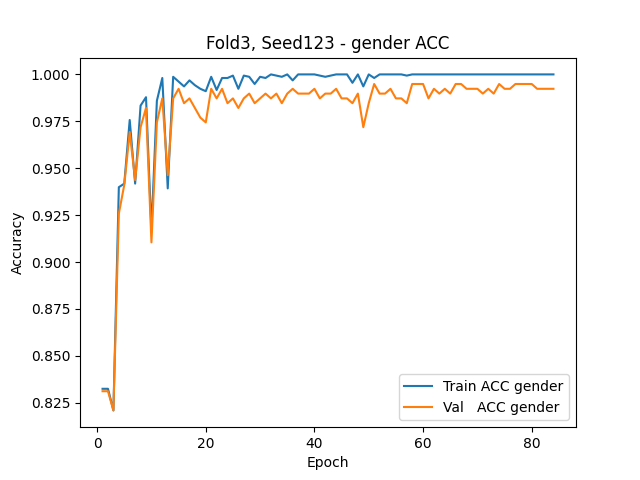 Fold3, Seed123 - gender ACC
1.000
0.975
0.950
0.925
0.900
0.875
0.850
0.825
Accuracy
0 20 40 60 80
Epoch
Train ACC gender
Val   ACC gender